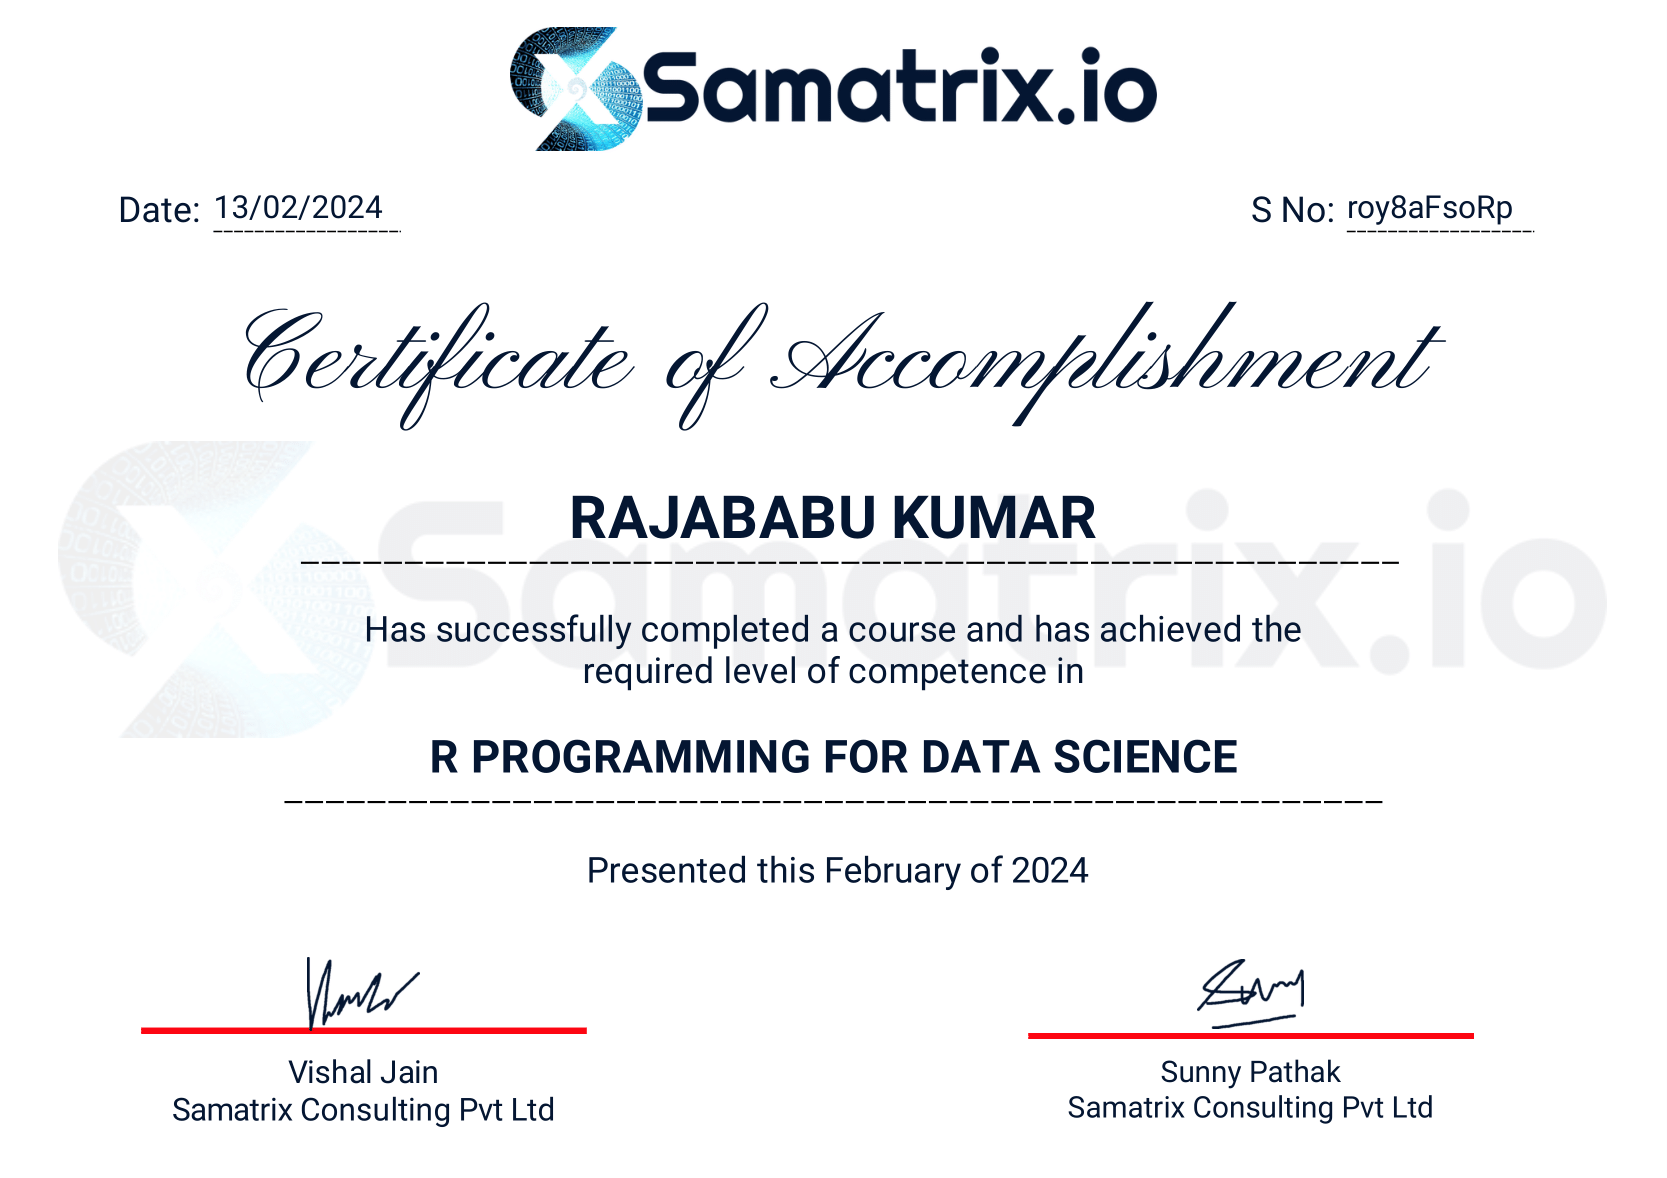 Samatrix.io
Date: 13/02/2024
S No: roy8aFsoRp
Certificate of Accomplishment
Samatrix.io
RAJABABU KUMAR
Has successfully completed a course and has achieved the
required level of competence in
R PROGRAMMING FOR DATA SCIENCE
Presented this February of 2024
Vishal Jain
Samatrix Consulting Pvt Ltd
Sunny Pathak
Samatrix Consulting Pvt Ltd